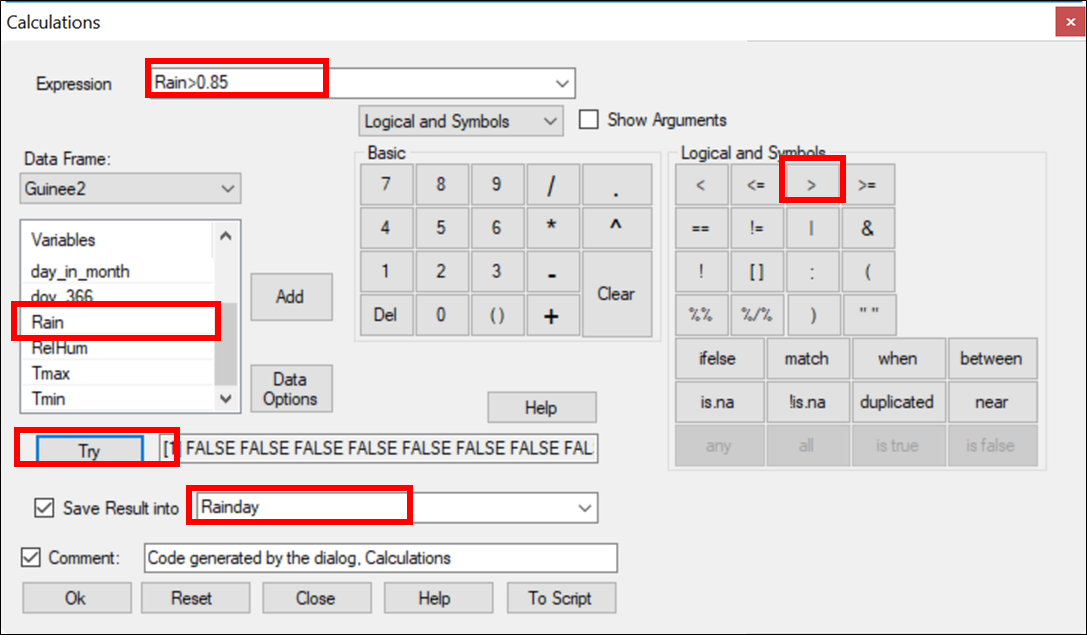 Calculations
Expression Rain>0.85
Logical and Symbols Show Arguments
Data Frame:
Guinee2
Variables
day_in_month
doy_366
Rain
RelHum
Tmax
Tmin
Add
Data
Options
Basic
7 8 9 / .
4 5 6 * ^
1 2 3 - Clear
Del 0 ( ) +
Help
Logical and Symbols
< <= > >=
== != | &
! [ ] : (
%% %/% ) " "
ifelse match when between
is.na !is.na duplicated near
any all is true is false
Try [1] FALSE FALSE FALSE FALSE FALSE FALSE FALSE FAL
Save Result into Rainday
Comment: Code generated by the dialog, Calculations
Ok Reset Close Help To Script